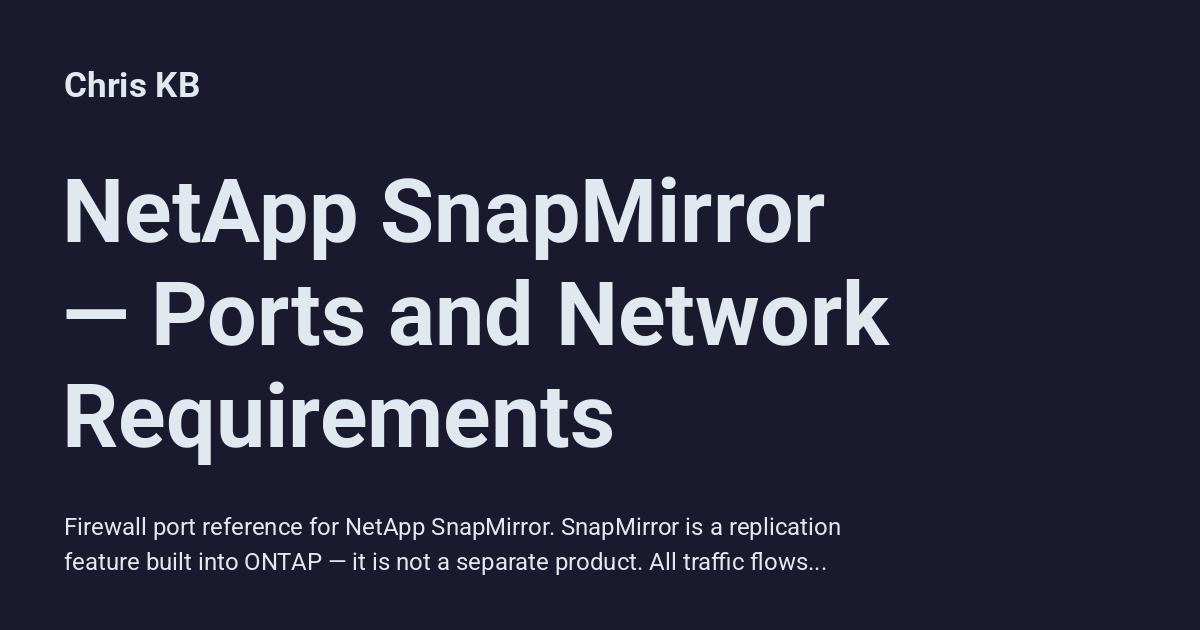 Chris KB
NetApp SnapMirror
— Ports and Network
Requirements
Firewall port reference for NetApp SnapMirror. SnapMirror is a replication
feature built into ONTAP — it is not a separate product. All traffic flows...